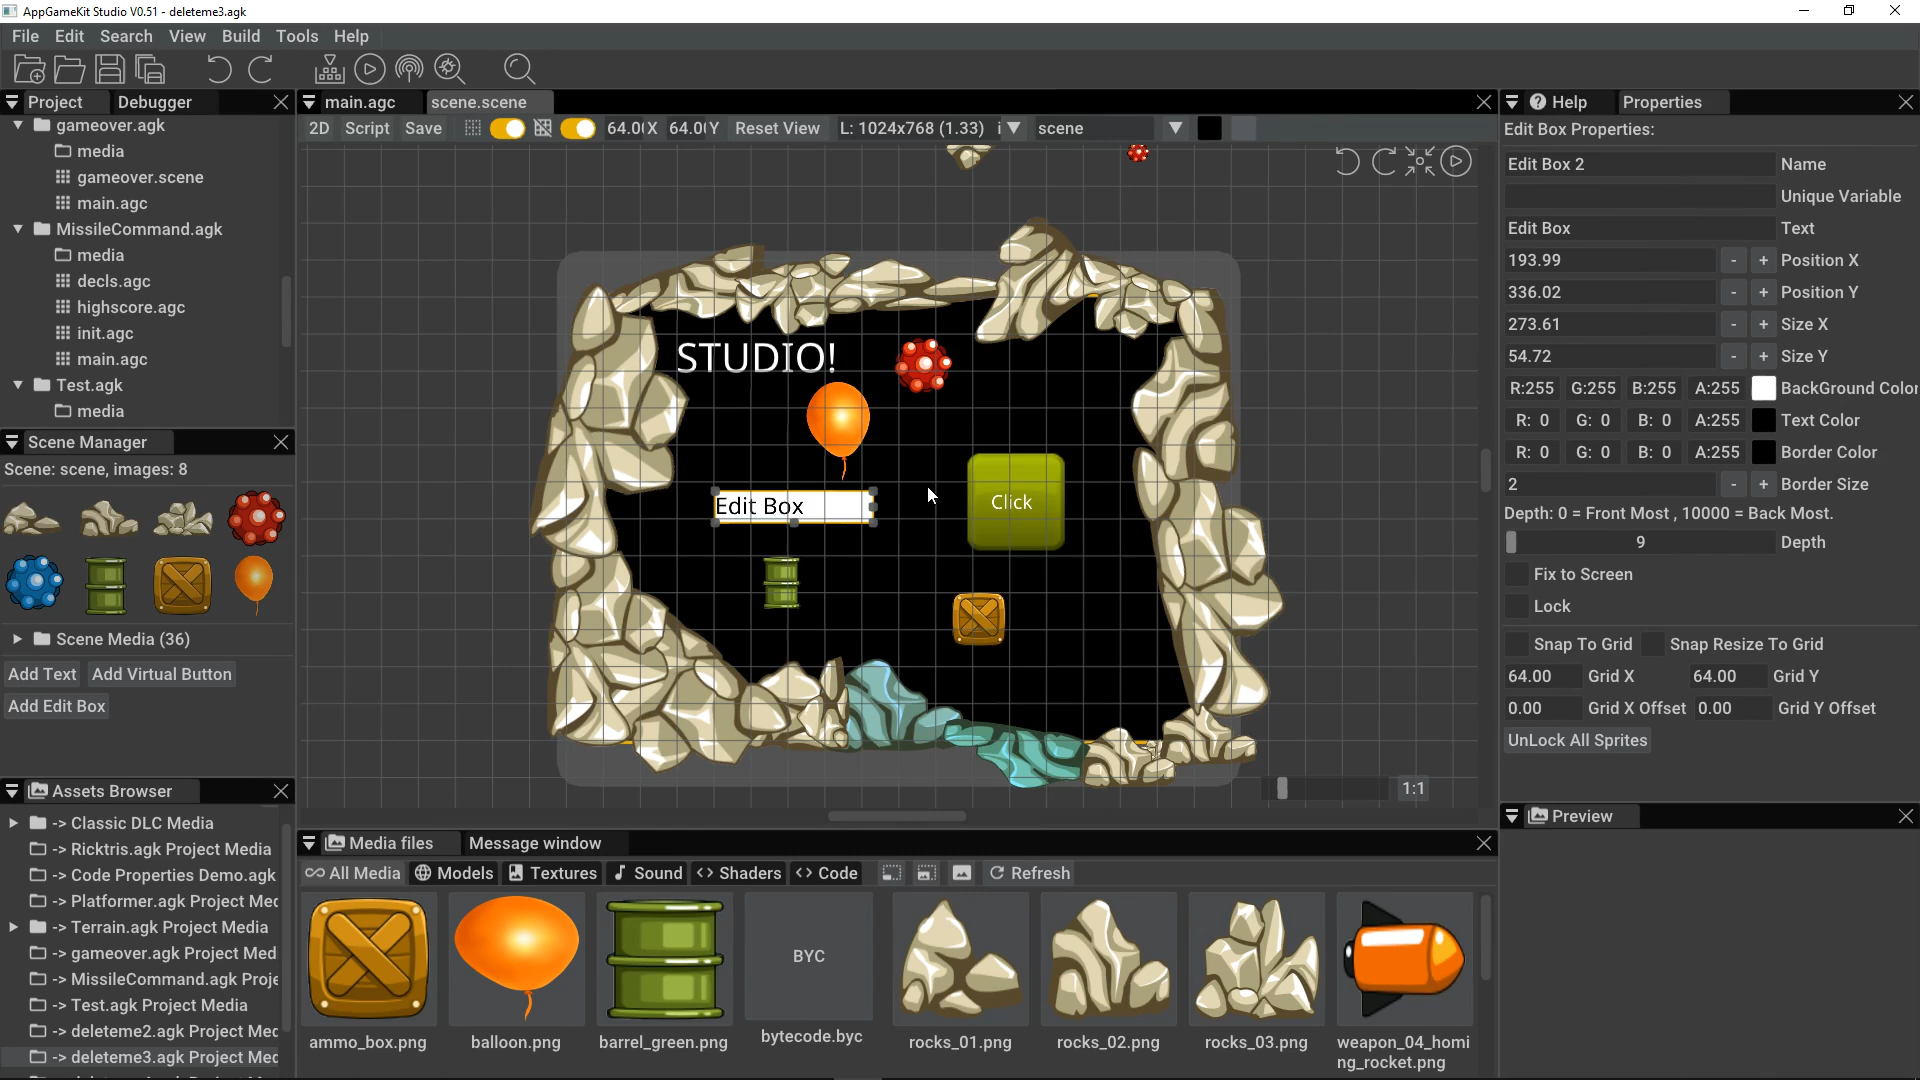 AppGameKit Studio V0.51 - deleteme3.agk
File Edit Search View Build Tools Help
Project Debugger
gameover.agk
media
gameover.scene
main.agc
MissileCommand.agk
media
decls.agc
highscore.agc
init.agc
main.agc
Test.agk
media
Scene Manager
Scene: scene, images: 8
Scene Media (36)
Add Text Add Virtual Button
Add Edit Box
Assets Browser
-> Classic DLC Media
-> Ricktris.agk Project Media
-> Code Properties Demo.agk
-> Platformer.agk Project Med
-> Terrain.agk Project Media
-> gameover.agk Project Med
-> MissileCommand.agk Proje
-> Test.agk Project Media
-> deleteme2.agk Project Med
-> deleteme3.agk Project Med
main.agc scene.scene
2D Script Save 64.00X 64.00Y Reset View L: 1024x768 (1.33) i scene
STUDIO!
Edit Box
Click
1:1
Media files Message window
All Media Models Textures Sound Shaders Code Refresh
BYC
ammo_box.png balloon.png barrel_green.png bytecode.byc rocks_01.png rocks_02.png rocks_03.png weapon_04_homi
ng_rocket.png
Help Properties
Edit Box Properties:
Edit Box 2 Name
Unique Variable
Edit Box Text
193.99 - + Position X
336.02 - + Position Y
273.61 - + Size X
54.72 - + Size Y
R:255 G:255 B:255 A:255 BackGround Color
R: 0 G: 0 B: 0 A:255 Text Color
R: 0 G: 0 B: 0 A:255 Border Color
2 - + Border Size
Depth: 0 = Front Most , 10000 = Back Most.
9 Depth
Fix to Screen
Lock
Snap To Grid Snap Resize To Grid
64.00 Grid X 64.00 Grid Y
0.00 Grid X Offset 0.00 Grid Y Offset
UnLock All Sprites
Preview